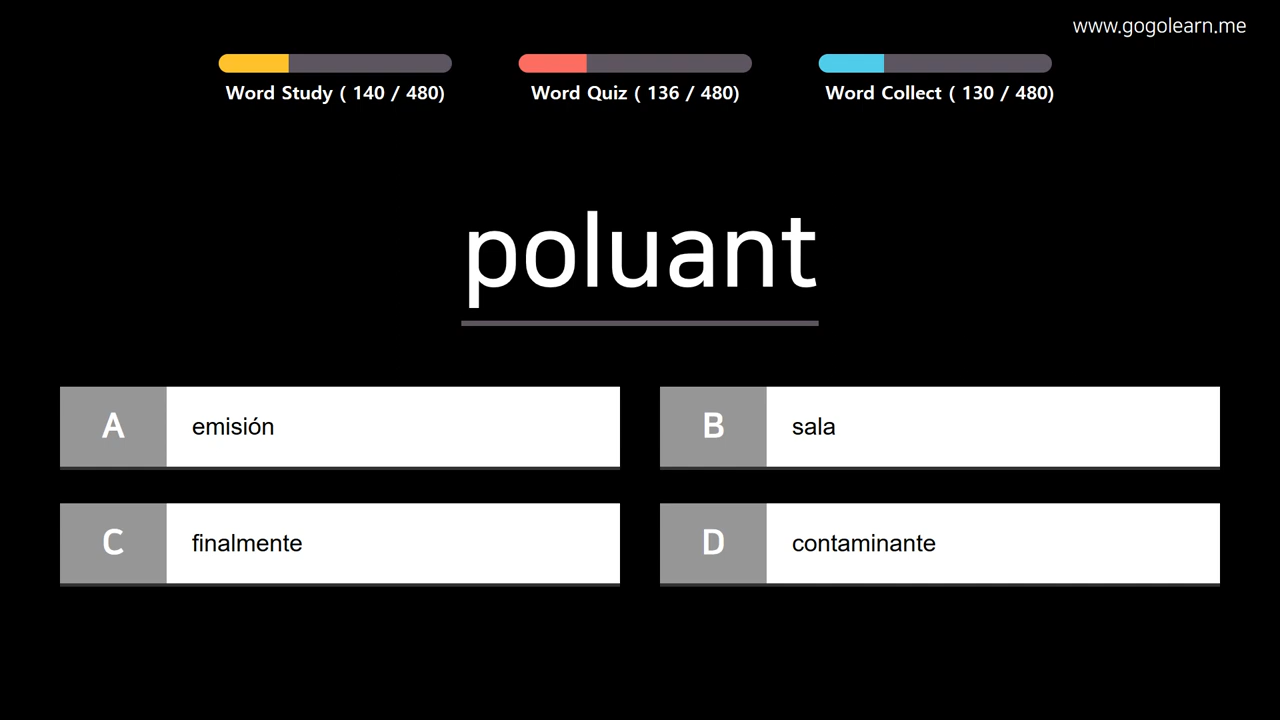 www.gogolearn.me
Word Study ( 140 / 480)
Word Quiz ( 136 / 480)
Word Collect ( 130 / 480)
poluant
A emisión
B sala
C finalmente
D contaminante